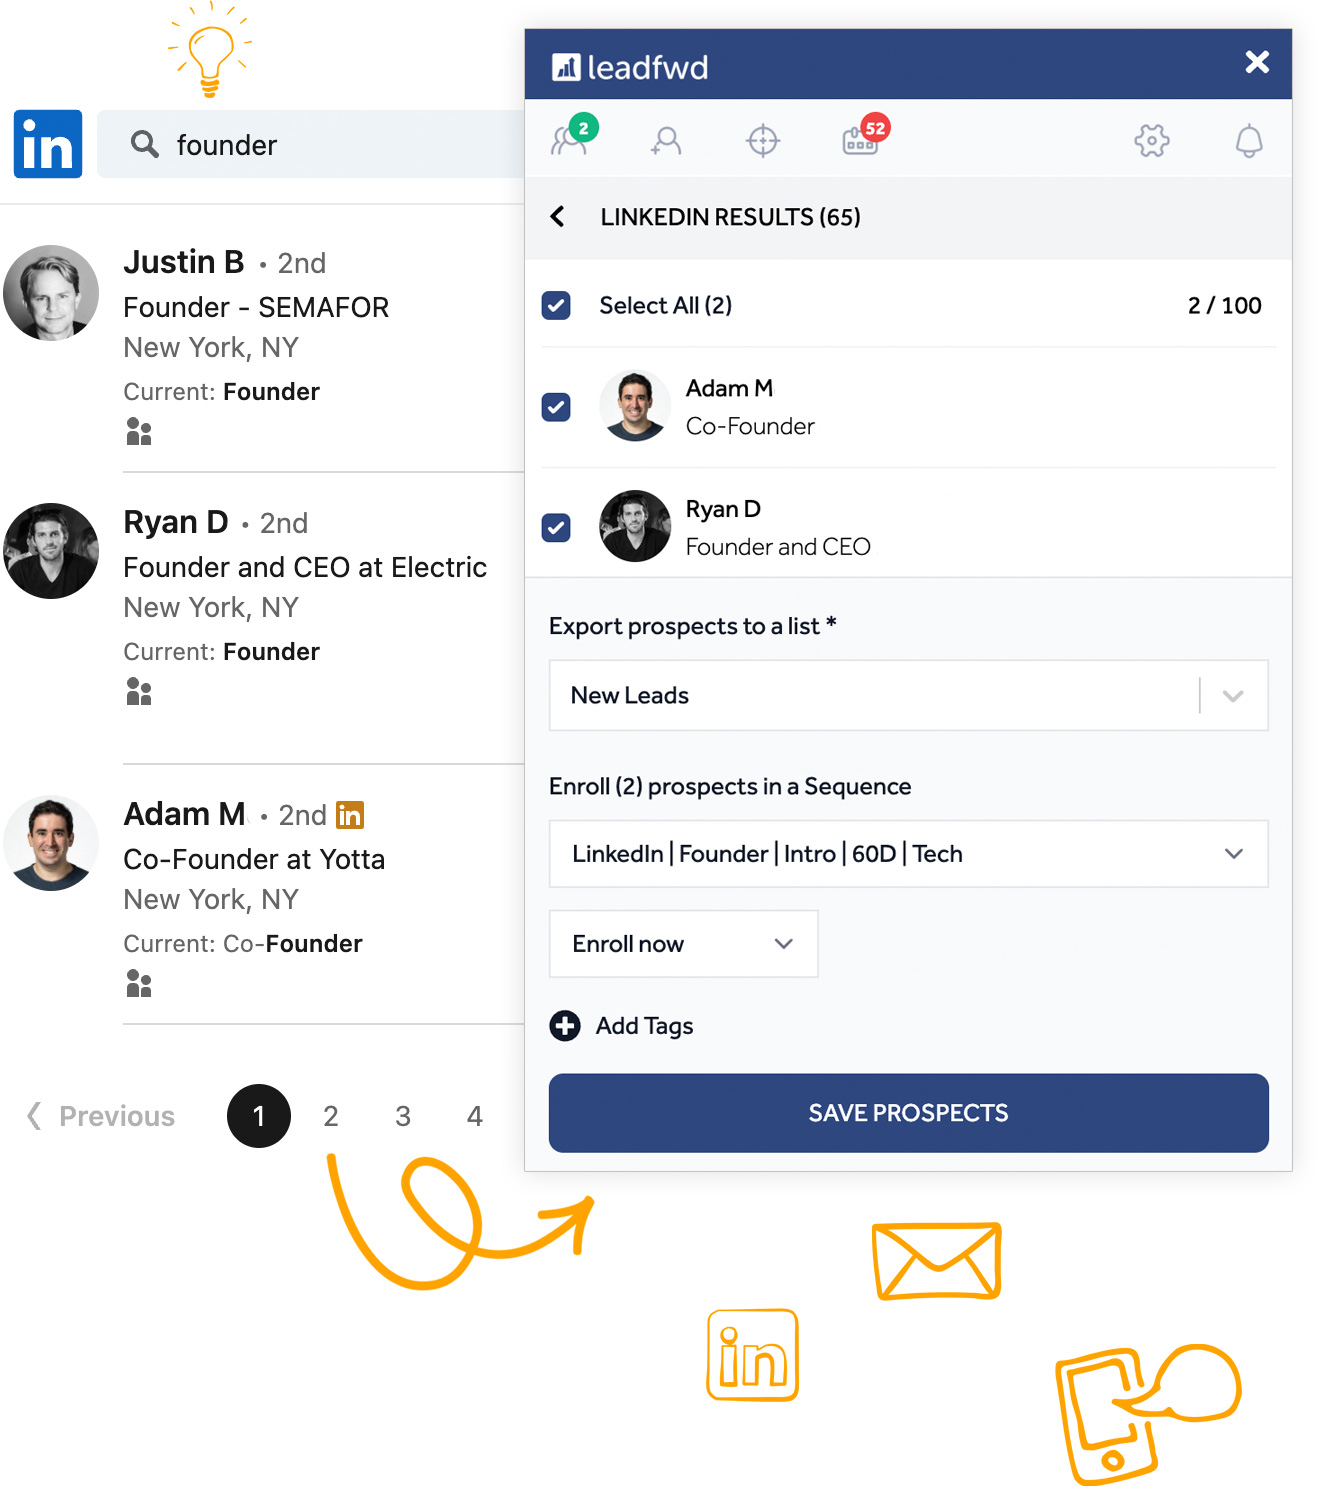 in
founder
Justin B • 2nd
Founder - SEMAFOR
New York, NY
Current: Founder
Ryan D • 2nd
Founder and CEO at Electric
New York, NY
Current: Founder
Adam M • 2nd in
Co-Founder at Yotta
New York, NY
Current: Co-Founder
Previous 1 2 3 4
leadfwd
2
52
LINKEDIN RESULTS (65)
Select All (2) 2 / 100
Adam M
Co-Founder
Ryan D
Founder and CEO
Export prospects to a list *
New Leads
Enroll (2) prospects in a Sequence
LinkedIn | Founder | Intro | 60D | Tech
Enroll now
Add Tags
SAVE PROSPECTS
in